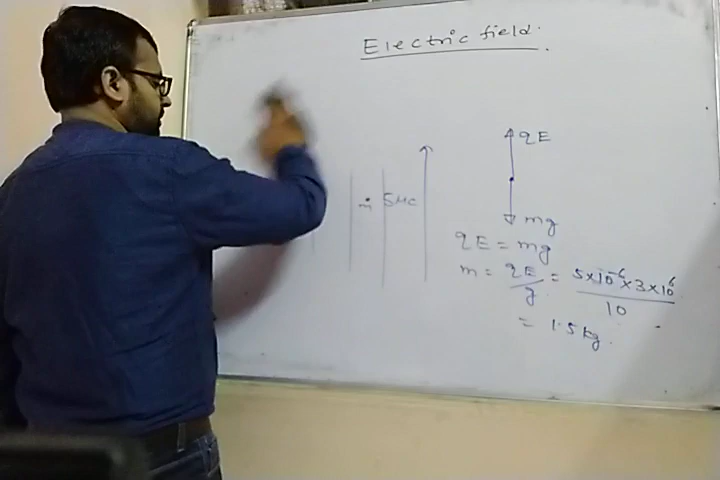 Electric field.
qE
m 5μc
mg
qE = mg
m = qE/g = 5×10⁻⁶×3×10⁶/10
= 1.5 kg.